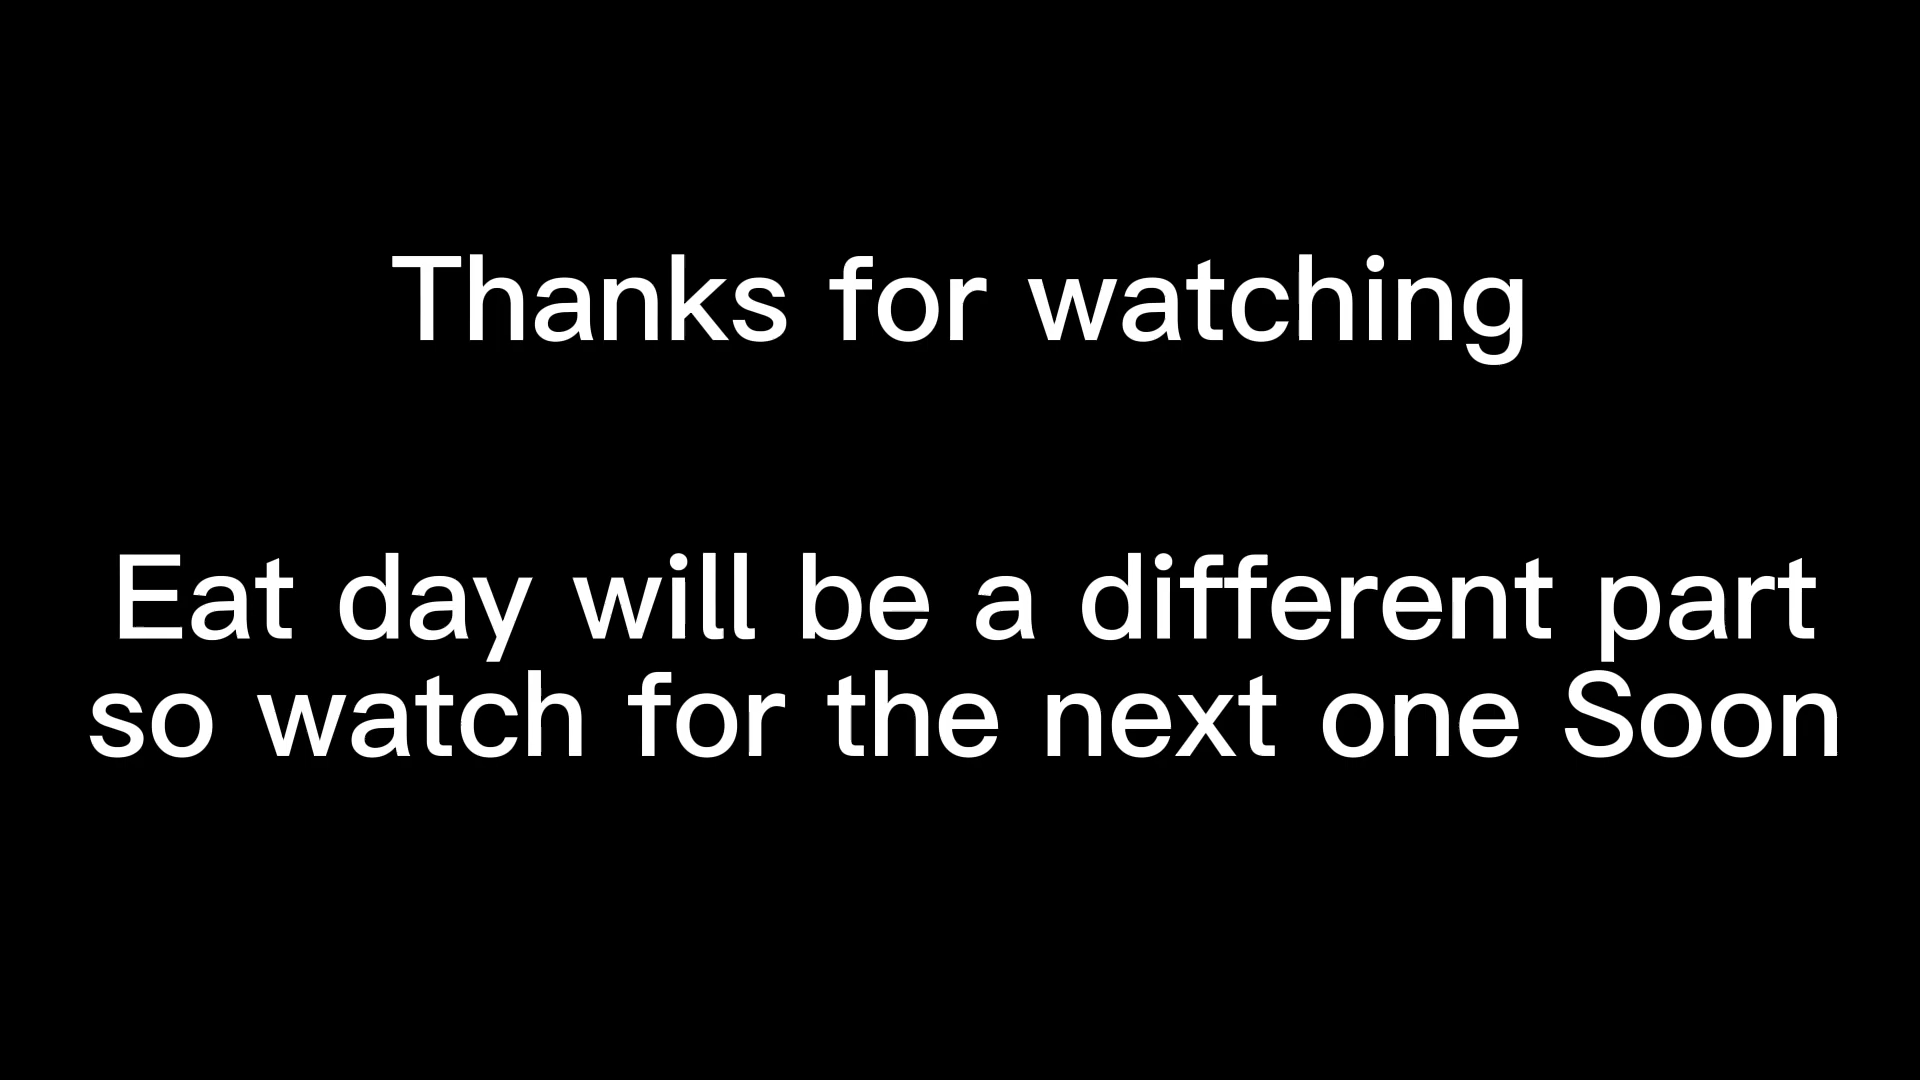 Thanks for watching
Eat day will be a different part
so watch for the next one Soon